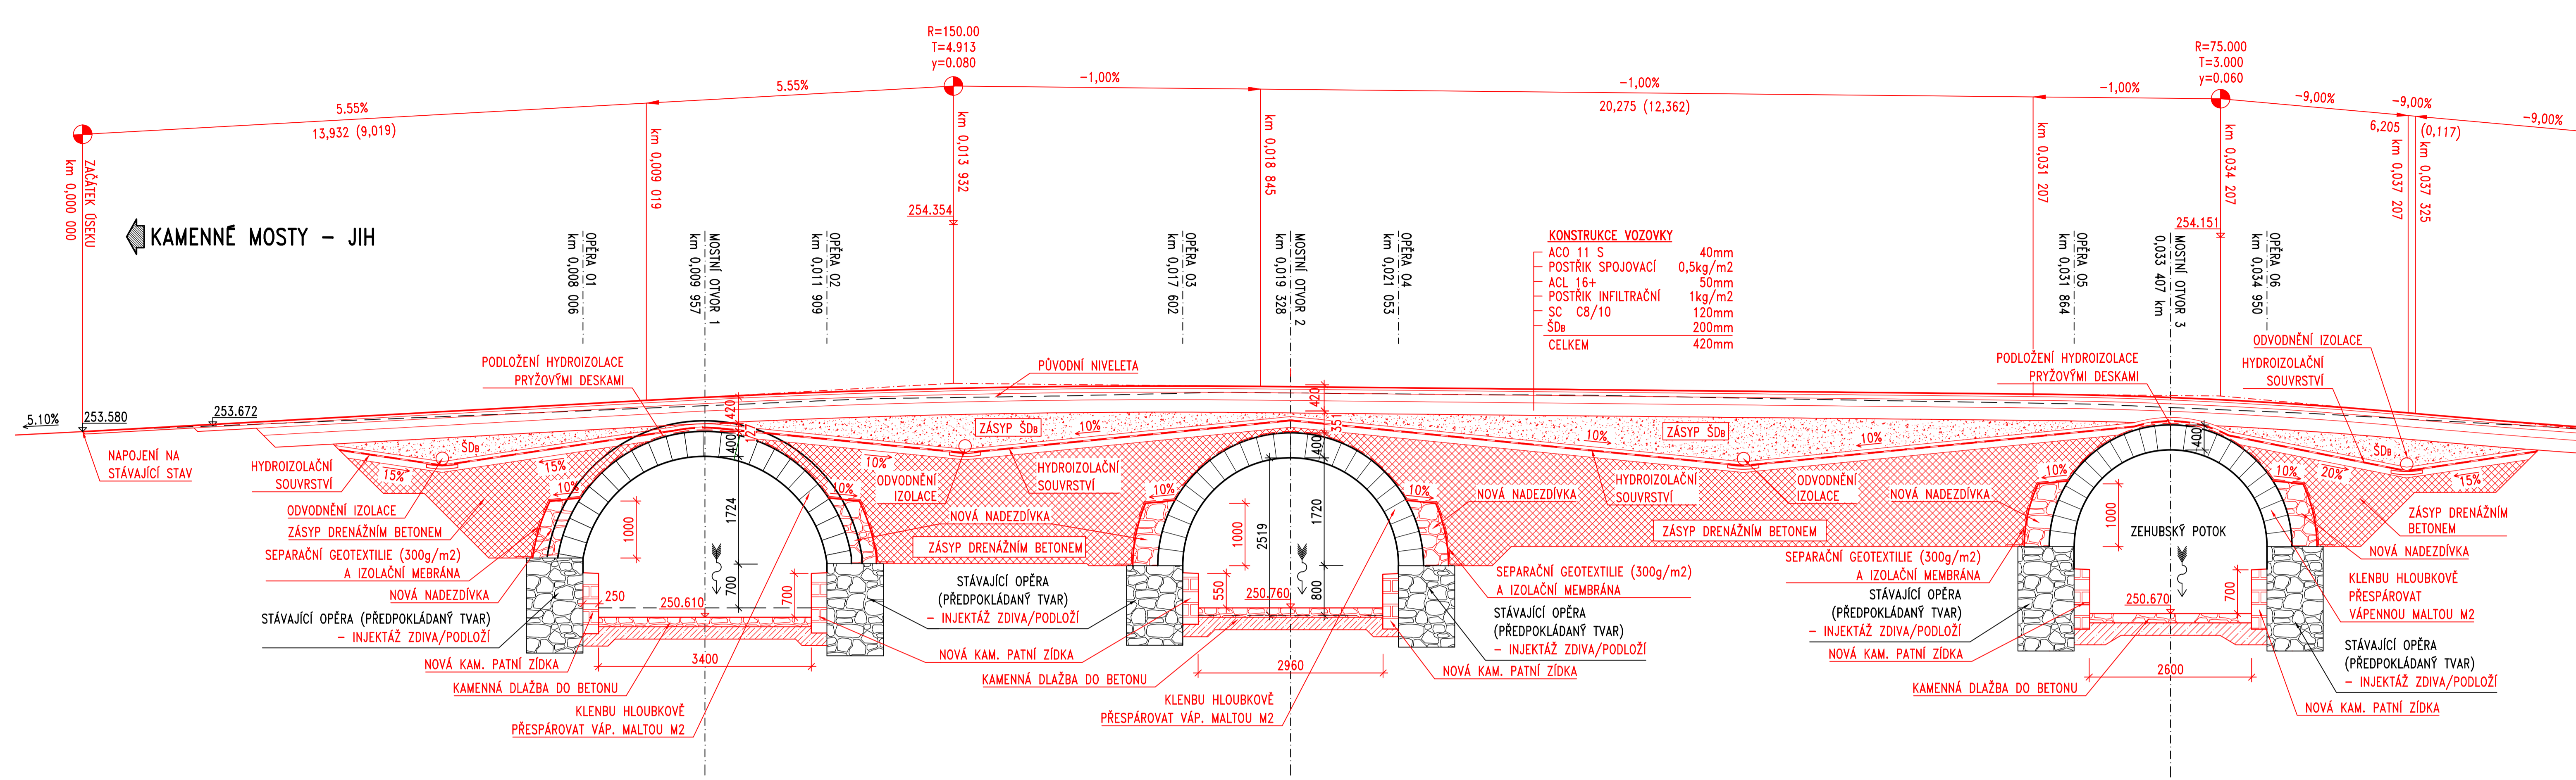 R=150.00
T=4.913
y=0.080
R=75.000
T=3.000
y=0.060
5.55%
13,932 (9,019)
5.55%
-1,00%
-1,00%
20,275 (12,362)
-1,00%
-9,00%
-9,00%
-9,00%
6,205
(0,117)
ZAČÁTEK ÚSEKU
km 0,000 000
km 0,009 019
km 0,013 932
km 0,018 845
km 0,031 207
km 0,034 207
km 0,037 207
km 0,037 325
254.354
254.151
KAMENNÉ MOSTY - JIH
OPĚRA 01
km 0,008 006
MOSTNÍ OTVOR 1
km 0,009 957
OPĚRA 02
km 0,011 909
OPĚRA 03
km 0,017 602
MOSTNÍ OTVOR 2
km 0,019 328
OPĚRA 04
km 0,021 053
OPĚRA 05
km 0,031 864
MOSTNÍ OTVOR 3
0,033 407 km
OPĚRA 06
km 0,034 950
KONSTRUKCE VOZOVKY
ACO 11 S 40mm
POSTŘIK SPOJOVACÍ 0,5kg/m2
ACL 16+ 50mm
POSTŘIK INFILTRAČNÍ 1kg/m2
SC C8/10 120mm
ŠDB 200mm
CELKEM 420mm
PODLOŽENÍ HYDROIZOLACE
PRYŽOVÝMI DESKAMI
PŮVODNÍ NIVELETA
PODLOŽENÍ HYDROIZOLACE
PRYŽOVÝMI DESKAMI
ODVODNĚNÍ IZOLACE
HYDROIZOLAČNÍ
SOUVRSTVÍ
5.10%
253.580
253.672
NAPOJENÍ NA
STÁVAJÍCÍ STAV
HYDROIZOLAČNÍ
SOUVRSTVÍ
ODVODNĚNÍ IZOLACE
ZÁSYP DRENÁŽNÍM BETONEM
SEPARAČNÍ GEOTEXTILIE (300g/m2)
A IZOLAČNÍ MEBRÁNA
NOVÁ NADEZDÍVKA
STÁVAJÍCÍ OPĚRA (PŘEDPOKLÁDANÝ TVAR)
- INJEKTÁŽ ZDIVA/PODLOŽÍ
NOVÁ KAM. PATNÍ ZÍDKA
KAMENNÁ DLAŽBA DO BETONU
KLENBU HLOUBKOVĚ
PŘESPÁROVAT VÁP. MALTOU M2
15%
ŠDB
15%
10%
1000
250
250.610
3400
420
127
400
1724
700
700
10%
10%
ODVODNĚNÍ
IZOLACE
ZÁSYP ŠDB
10%
HYDROIZOLAČNÍ
SOUVRSTVÍ
NOVÁ NADEZDÍVKA
ZÁSYP DRENÁŽNÍM BETONEM
STÁVAJÍCÍ OPĚRA
(PŘEDPOKLÁDANÝ TVAR)
- INJEKTÁŽ ZDIVA/PODLOŽÍ
NOVÁ KAM. PATNÍ ZÍDKA
KAMENNÁ DLAŽBA DO BETONU
KLENBU HLOUBKOVĚ
PŘESPÁROVAT VÁP. MALTOU M2
10%
1000
550
2519
250.760
2960
420
351
400
1720
800
10%
NOVÁ NADEZDÍVKA
SEPARAČNÍ GEOTEXTILIE (300g/m2)
A IZOLAČNÍ MEMBRÁNA
STÁVAJÍCÍ OPĚRA
(PŘEDPOKLÁDANÝ TVAR)
- INJEKTÁŽ ZDIVA/PODLOŽÍ
NOVÁ KAM. PATNÍ ZÍDKA
10%
HYDROIZOLAČNÍ
SOUVRSTVÍ
ZÁSYP ŠDB
ZÁSYP DRENÁŽNÍM BETONEM
ODVODNĚNÍ
IZOLACE
10%
NOVÁ NADEZDÍVKA
SEPARAČNÍ GEOTEXTILIE (300g/m2)
A IZOLAČNÍ MEMBRÁNA
STÁVAJÍCÍ OPĚRA
(PŘEDPOKLÁDANÝ TVAR)
- INJEKTÁŽ ZDIVA/PODLOŽÍ
NOVÁ KAM. PATNÍ ZÍDKA
KAMENNÁ DLAŽBA DO BETONU
10%
1000
400
ZEHUBSKÝ POTOK
250.670
700
2600
10%
20%
ŠDB
15%
ZÁSYP DRENÁŽNÍM
BETONEM
NOVÁ NADEZDÍVKA
KLENBU HLOUBKOVĚ
PŘESPÁROVAT
VÁPENNOU MALTOU M2
STÁVAJÍCÍ OPĚRA
(PŘEDPOKLÁDANÝ TVAR)
- INJEKTÁŽ ZDIVA/PODLOŽÍ
NOVÁ KAM. PATNÍ ZÍDKA